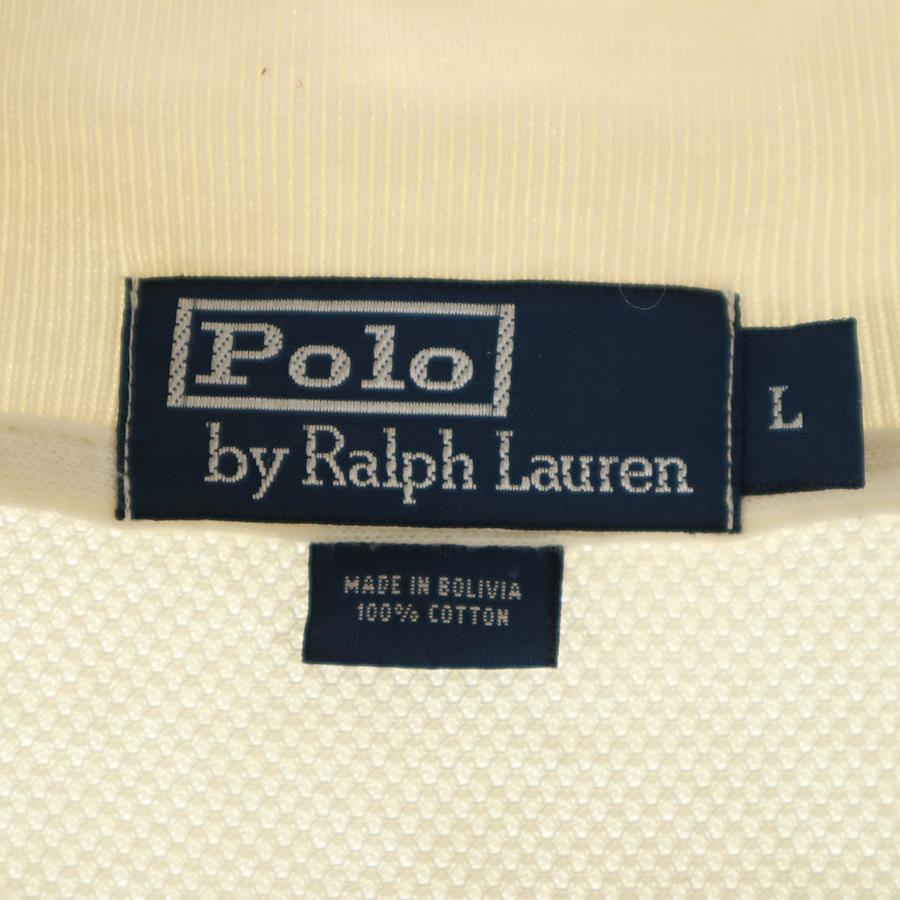 Polo
by Ralph Lauren
L
MADE IN BOLIVIA
100% COTTON